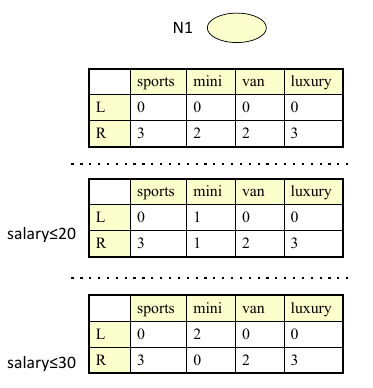 N1
sports mini van luxury
L 0 0 0 0
R 3 2 2 3
sports mini van luxury
L 0 1 0 0
salary≤20
R 3 1 2 3
sports mini van luxury
L 0 2 0 0
salary≤30 R 3 0 2 3